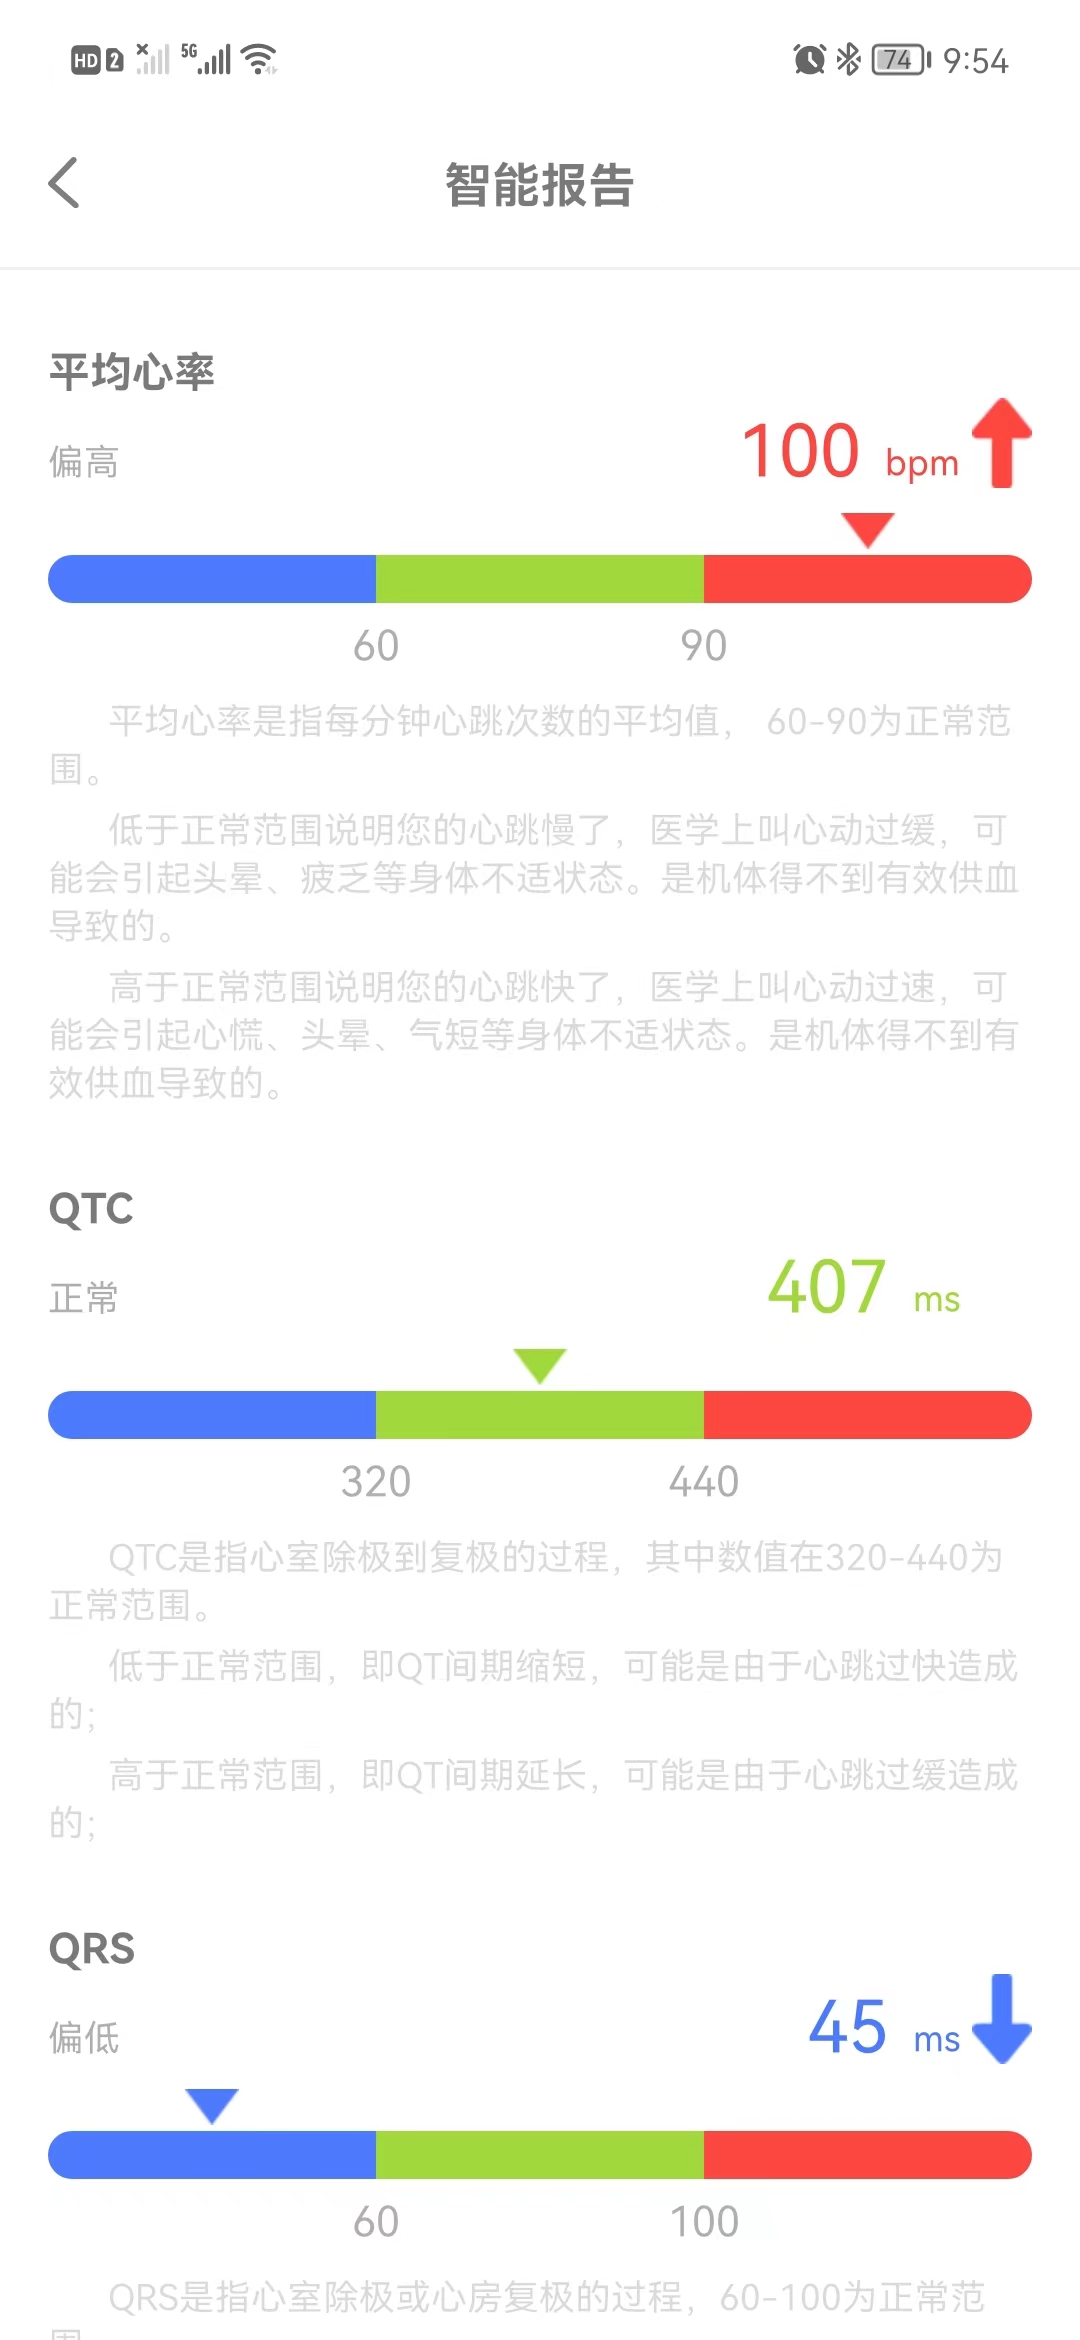 HD 2 5G 74 9:54
智能报告
平均心率
偏高 100 bpm
60 90
平均心率是指每分钟心跳次数的平均值， 60-90为正常范
围。
低于正常范围说明您的心跳慢了，医学上叫心动过缓，可
能会引起头晕、疲乏等身体不适状态。是机体得不到有效供血
导致的。
高于正常范围说明您的心跳快了，医学上叫心动过速，可
能会引起心慌、头晕、气短等身体不适状态。是机体得不到有
效供血导致的。
QTC
正常 407 ms
320 440
QTC是指心室除极到复极的过程，其中数值在320-440为
正常范围。
低于正常范围，即QT间期缩短，可能是由于心跳过快造成
的；
高于正常范围，即QT间期延长，可能是由于心跳过缓造成
的；
QRS
偏低 45 ms
60 100
QRS是指心室除极或心房复极的过程，60-100为正常范